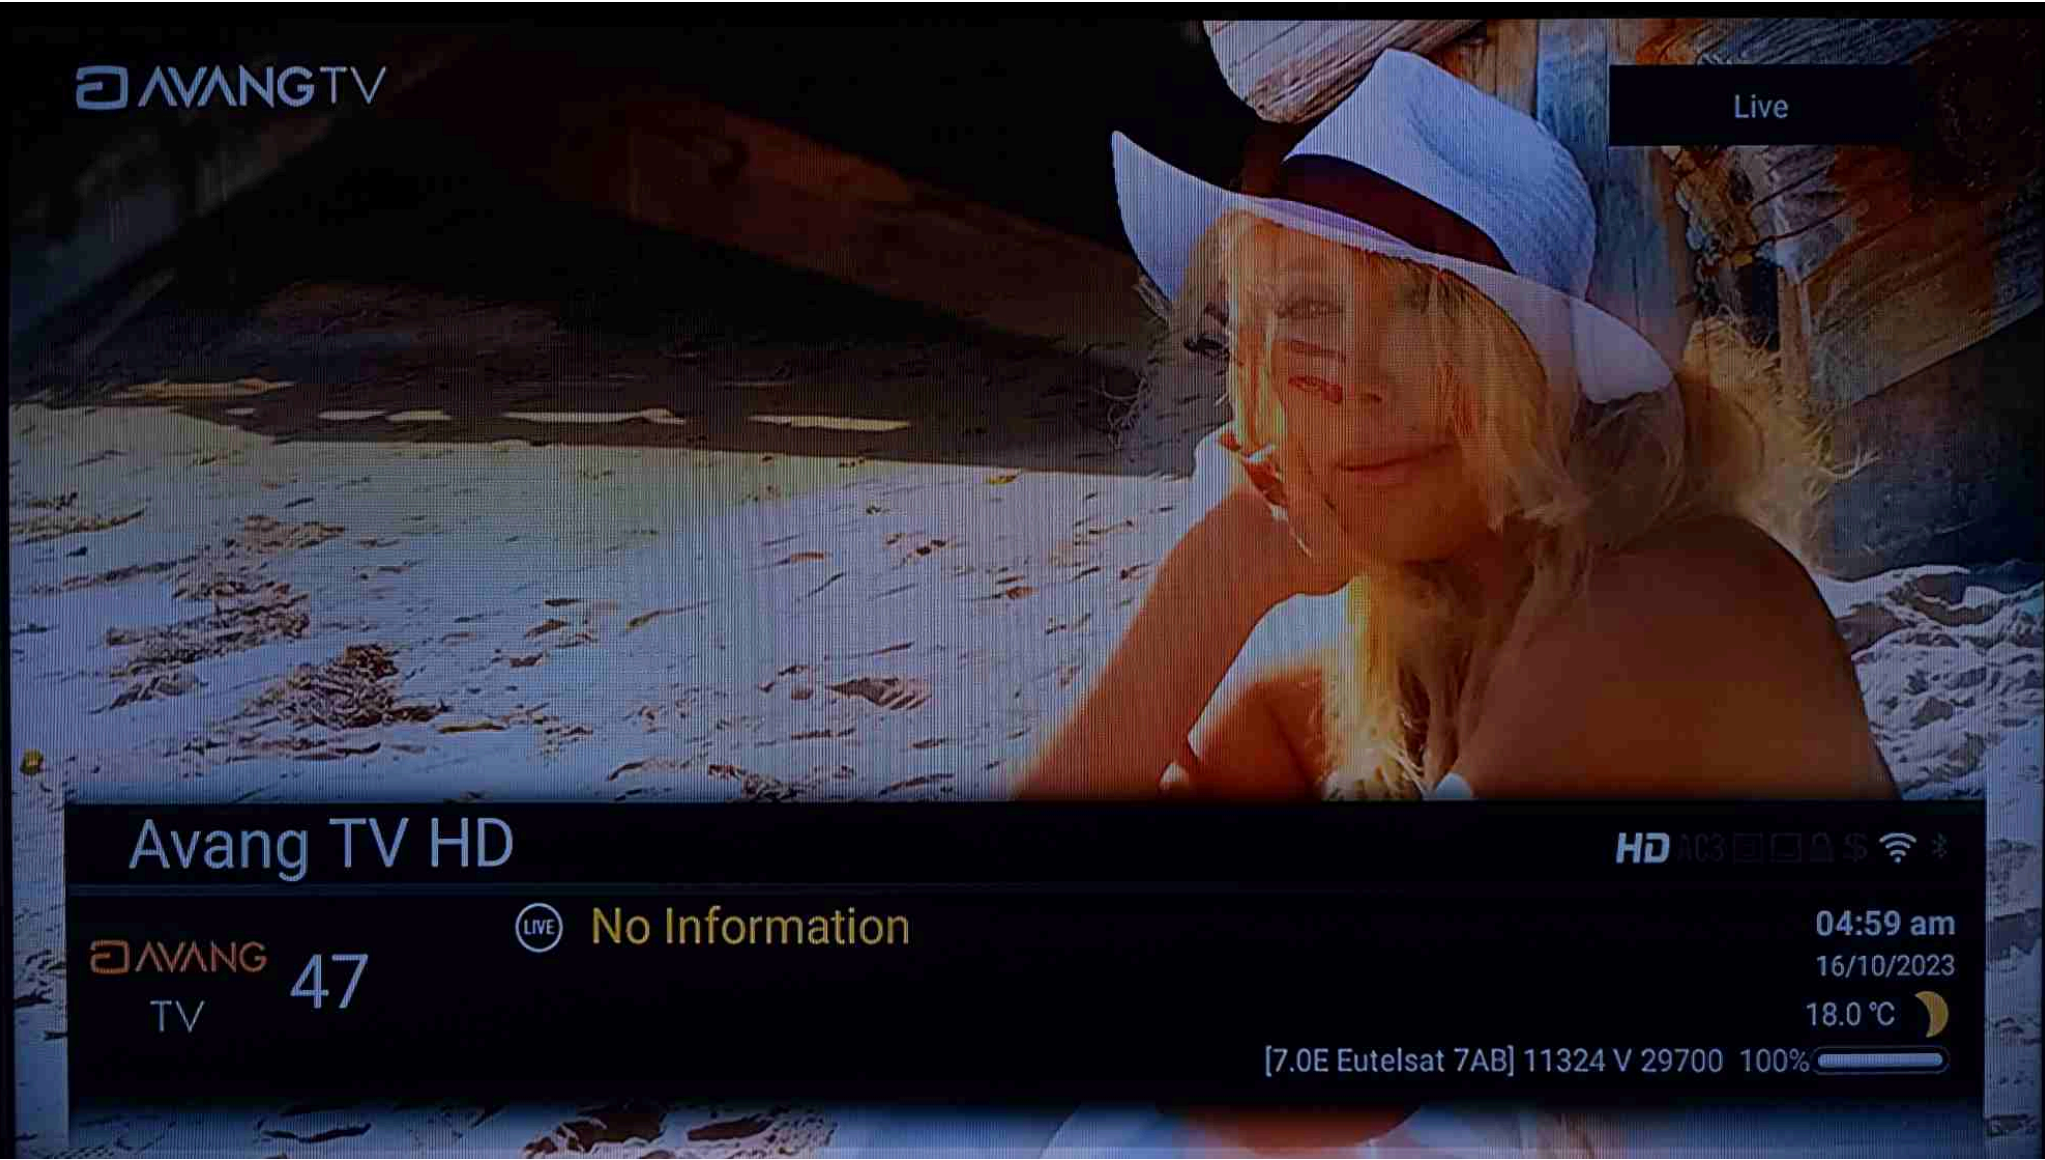 AVANGTV
Live
Avang TV HD
HD AC3 $
LIVE No Information
04:59 am
AVANG
TV
47
16/10/2023
18.0 °C
[7.0E Eutelsat 7AB] 11324 V 29700 100%